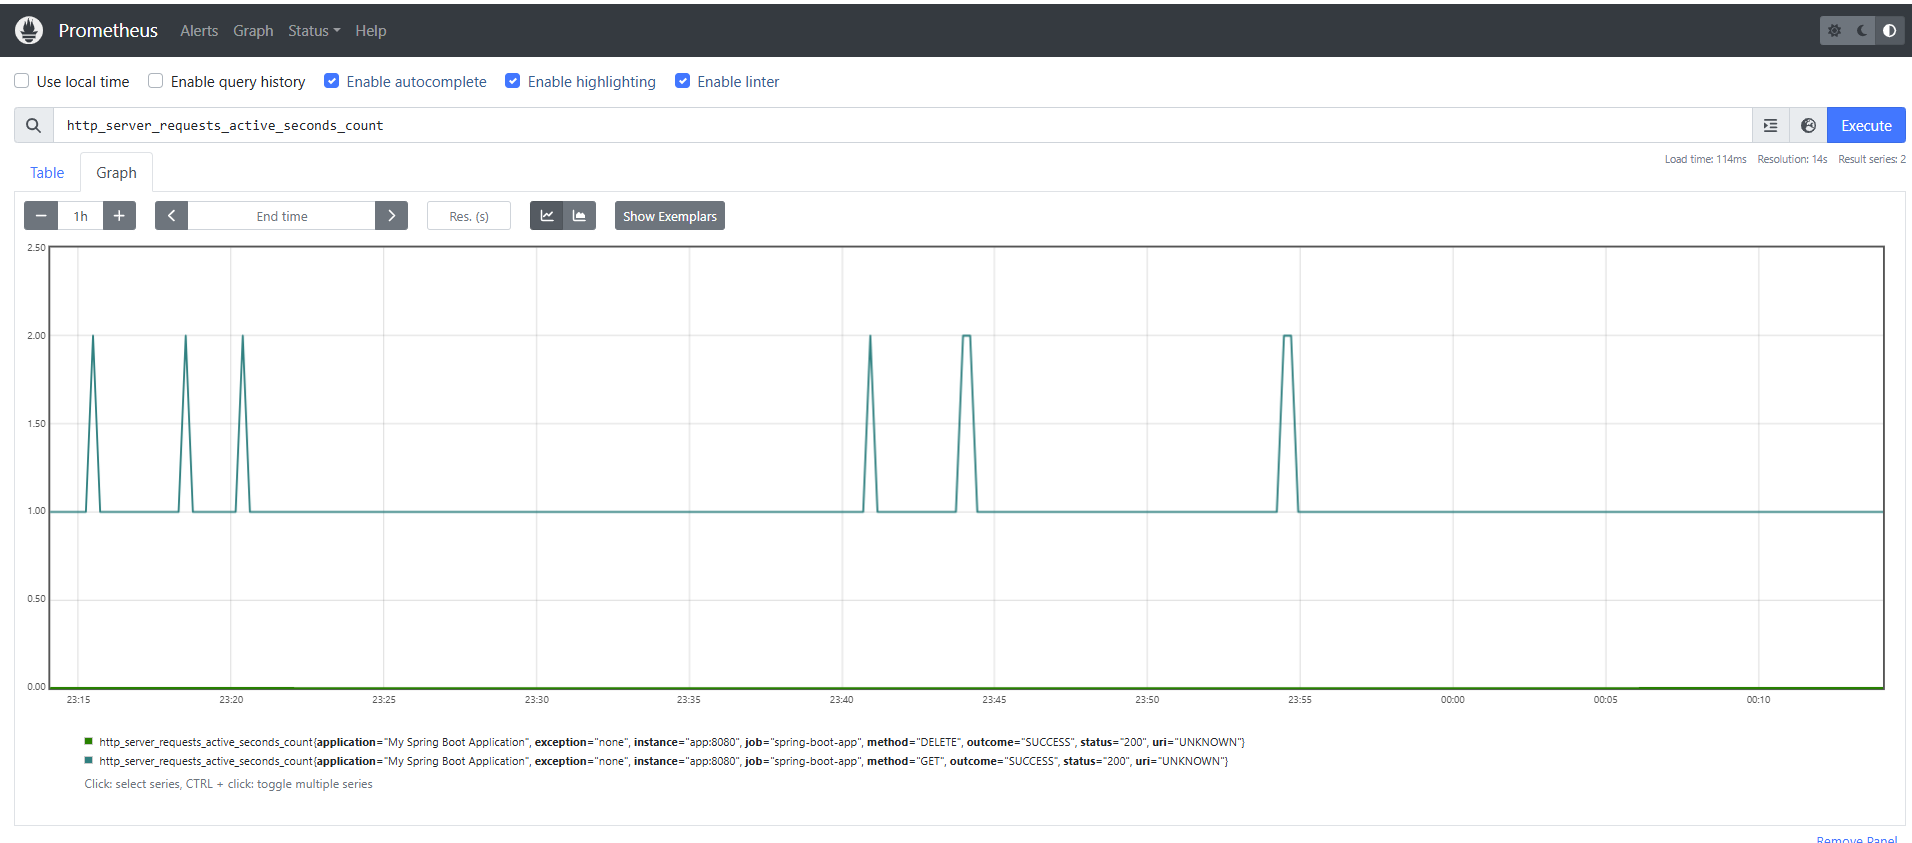 Prometheus Alerts Graph Status Help
Use local time Enable query history Enable autocomplete Enable highlighting Enable linter
http_server_requests_active_seconds_count Execute
Load time: 114ms Resolution: 14s Result series: 2
Table Graph
1h End time Res. (s) Show Exemplars
2.50
2.00
1.50
1.00
0.50
0.00
23:15 23:20 23:25 23:30 23:35 23:40 23:45 23:50 23:55 00:00 00:05 00:10
http_server_requests_active_seconds_count{application="My Spring Boot Application", exception="none", instance="app:8080", job="spring-boot-app", method="DELETE", outcome="SUCCESS", status="200", uri="UNKNOWN"}
http_server_requests_active_seconds_count{application="My Spring Boot Application", exception="none", instance="app:8080", job="spring-boot-app", method="GET", outcome="SUCCESS", status="200", uri="UNKNOWN"}
Click: select series, CTRL + click: toggle multiple series
Remove Panel